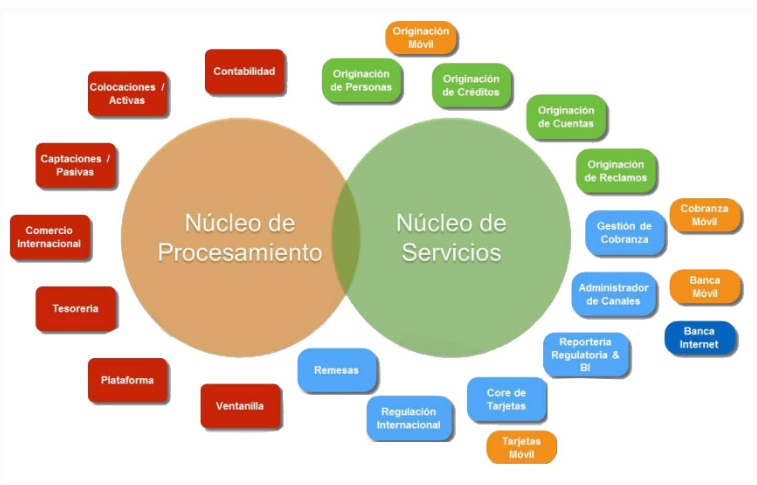 Originación
Móvil
Contabilidad
Originación
de Personas
Originación
de Créditos
Colocaciones /
Activas
Originación
de Cuentas
Captaciones /
Pasivas
Originación
de Reclamos
Comercio
Internacional
Núcleo de
Procesamiento
Núcleo de
Servicios
Gestión de
Cobranza
Cobranza
Móvil
Tesoreria
Administrador
de Canales
Banca
Móvil
Banca
Internet
Plataforma
Remesas
Reportería
Regulatoria &
BI
Ventanilla
Regulación
Internacional
Core de
Tarjetas
Tarjetas
Móvil